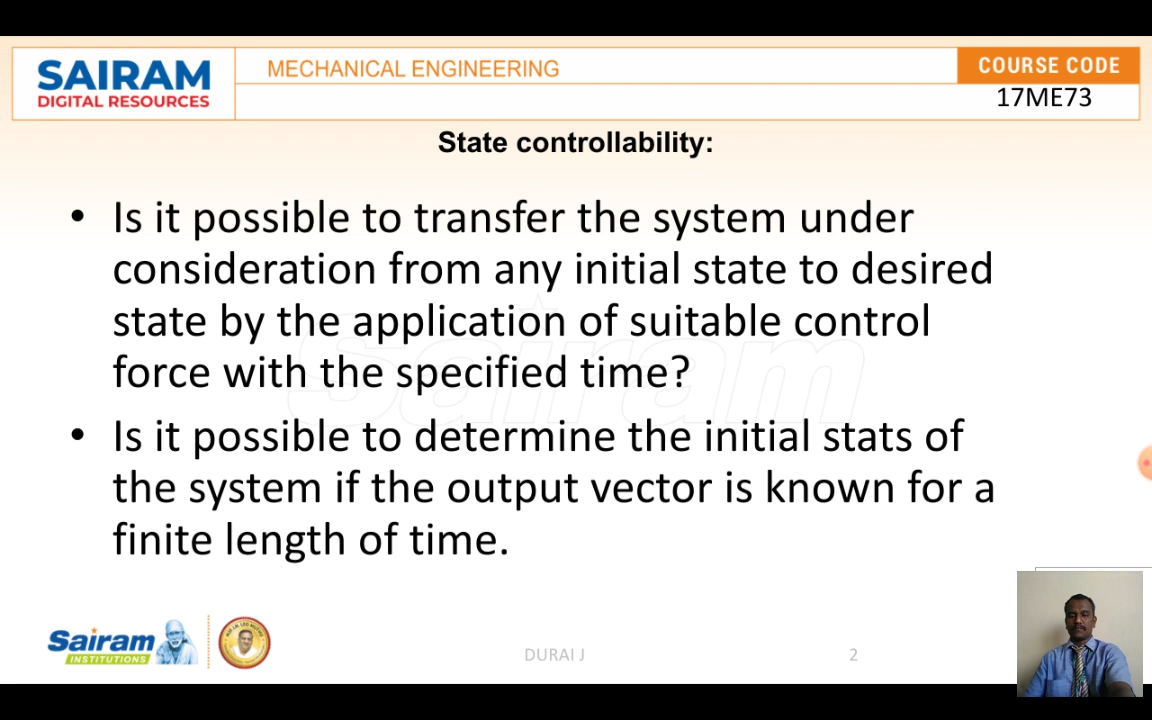 SAIRAM
DIGITAL RESOURCES
MECHANICAL ENGINEERING
COURSE CODE
17ME73
State controllability:
• Is it possible to transfer the system under
consideration from any initial state to desired
state by the application of suitable control
force with the specified time?
• Is it possible to determine the initial stats of
the system if the output vector is known for a
finite length of time.
Sairam
Sairam
INSTITUTIONS
DURAI J
2